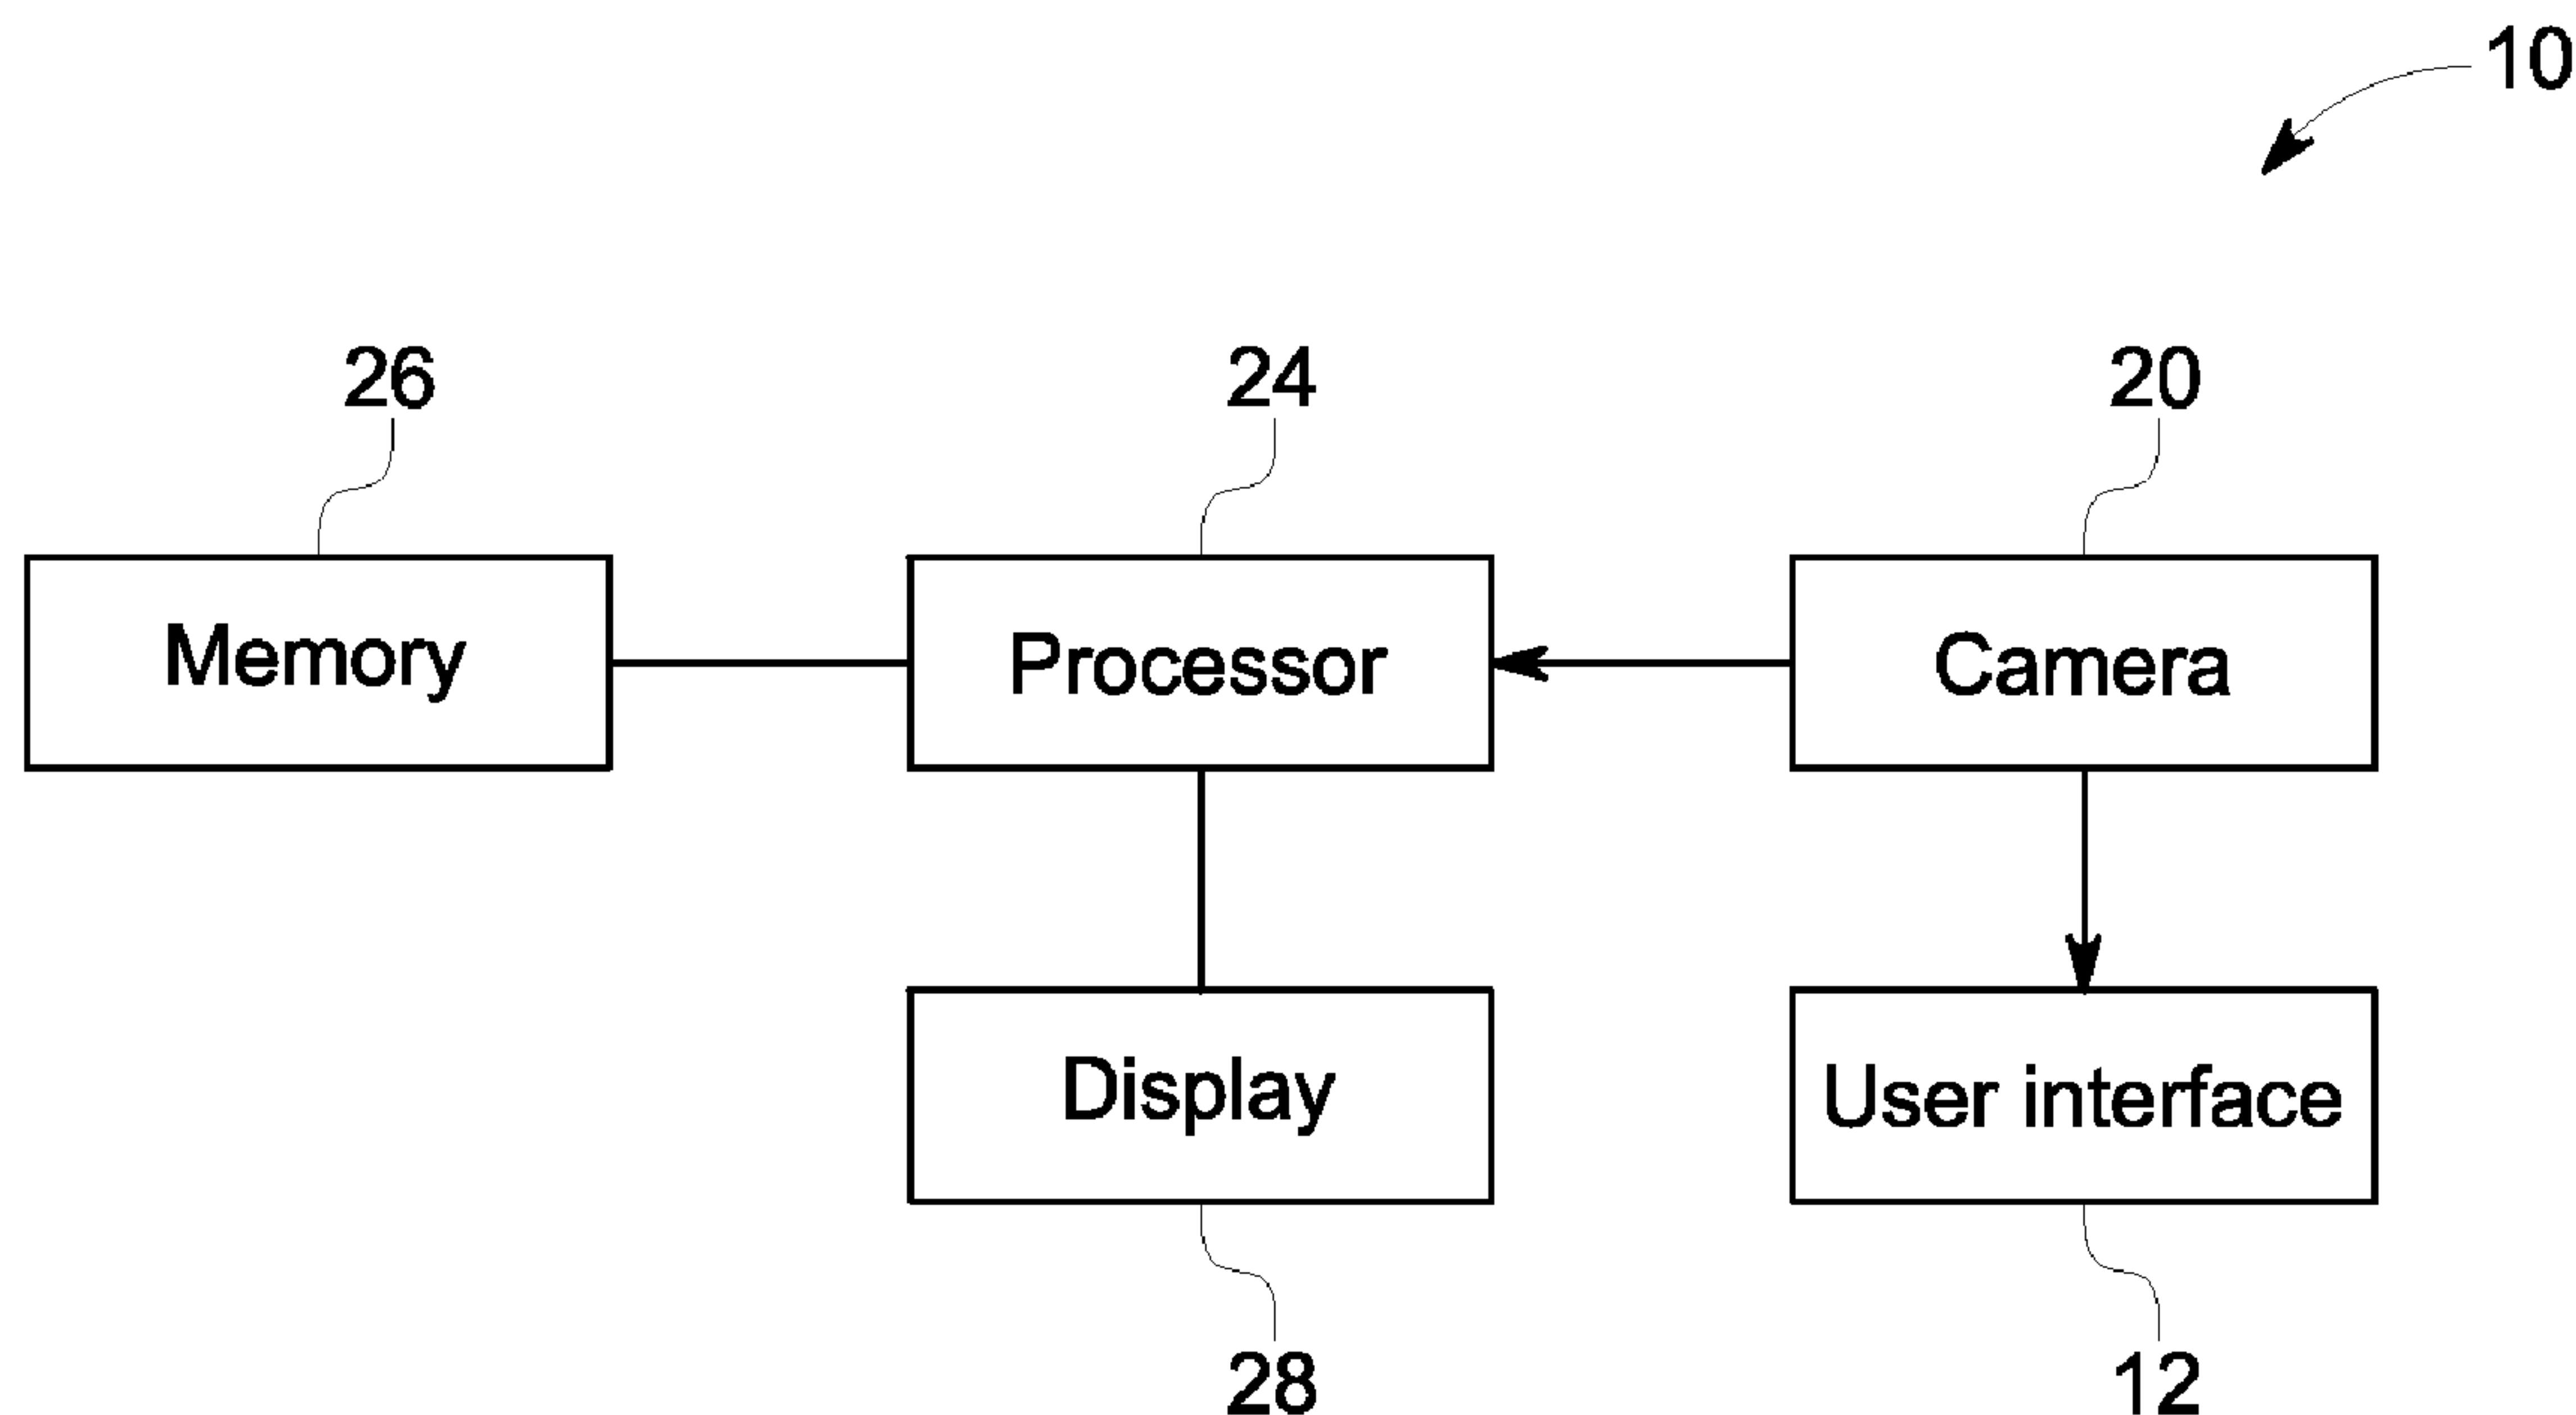 10
26
24
20
Memory
Processor
Camera
Display
User interface
28
12